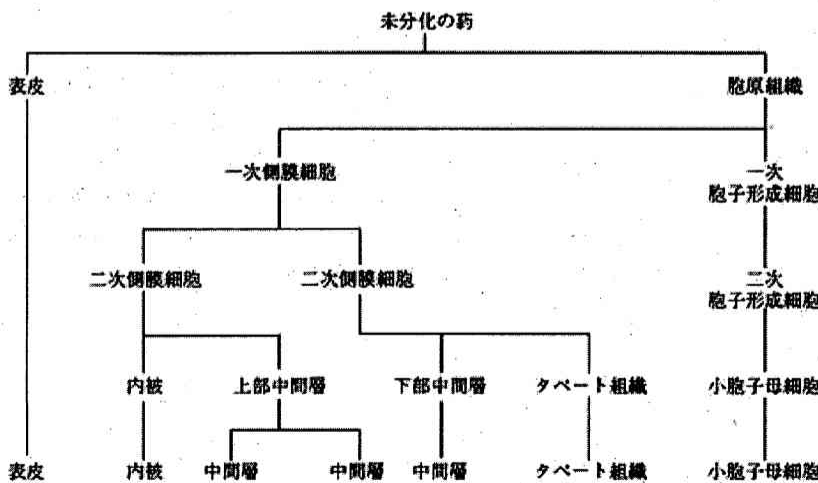 未分化の葯
表皮
胞原組織
一次側膜細胞
一次
胞子形成細胞
二次側膜細胞
二次側膜細胞
二次
胞子形成細胞
内被
上部中間層
下部中間層
タペート組織
小胞子母細胞
表皮
内被
中間層
中間層
中間層
タペート組織
小胞子母細胞